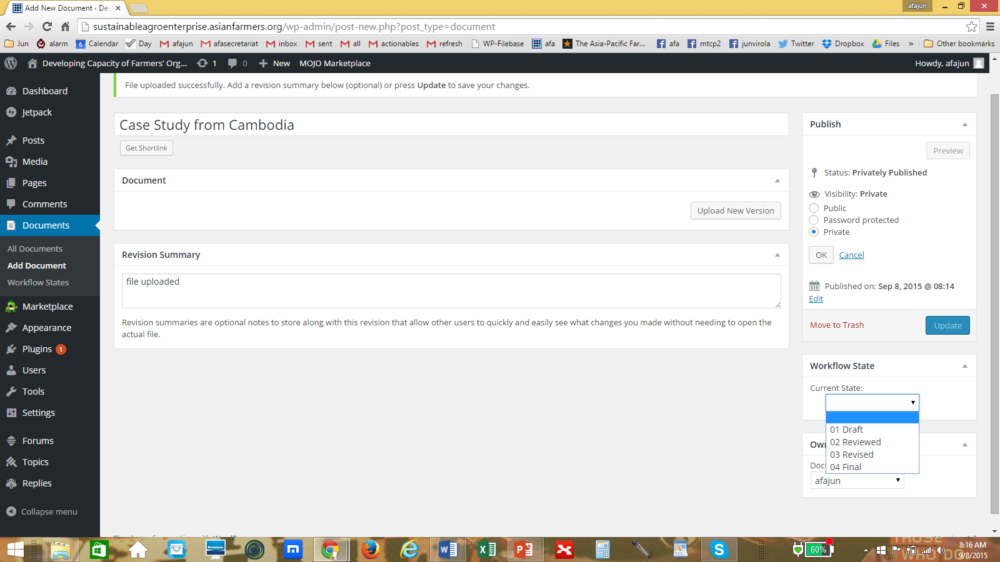 Add New Document ‹ De
afajun
sustainableagroenterprise.asianfarmers.org/wp-admin/post-new.php?post_type=document
Jun alarm 6 Calendar Day afajun afasecretariat inbox sent all actionables refresh WP-Filebase afa The Asia-Pacific Far... afa mtcp2 junvirola Twitter Dropbox Files » Other bookmarks
Developing Capacity of Farmers' Org... 1 0 New MOJO Marketplace Howdy, afajun
Dashboard
Jetpack
Posts
Media
Pages
Comments
Documents
All Documents
Add Document
Workflow States
Marketplace
Appearance
Plugins 1
Users
Tools
Settings
Forums
Topics
Replies
Collapse menu
File uploaded successfully. Add a revision summary below (optional) or press Update to save your changes.
Case Study from Cambodia
Get Shortlink
Document
Upload New Version
Revision Summary
file uploaded
Revision summaries are optional notes to store along with this revision that allow other users to quickly and easily see what changes you made without needing to open the
actual file.
Publish
Preview
Status: Privately Published
Visibility: Private
Public
Password protected
Private
OK Cancel
Published on: Sep 8, 2015 @ 08:14
Edit
Move to Trash Update
Workflow State
Current State:
01 Draft
02 Reviewed
03 Revised
04 Final
Own
Docu
afajun
60%
THOSE
WHO DO
8:16 AM
9/8/2015